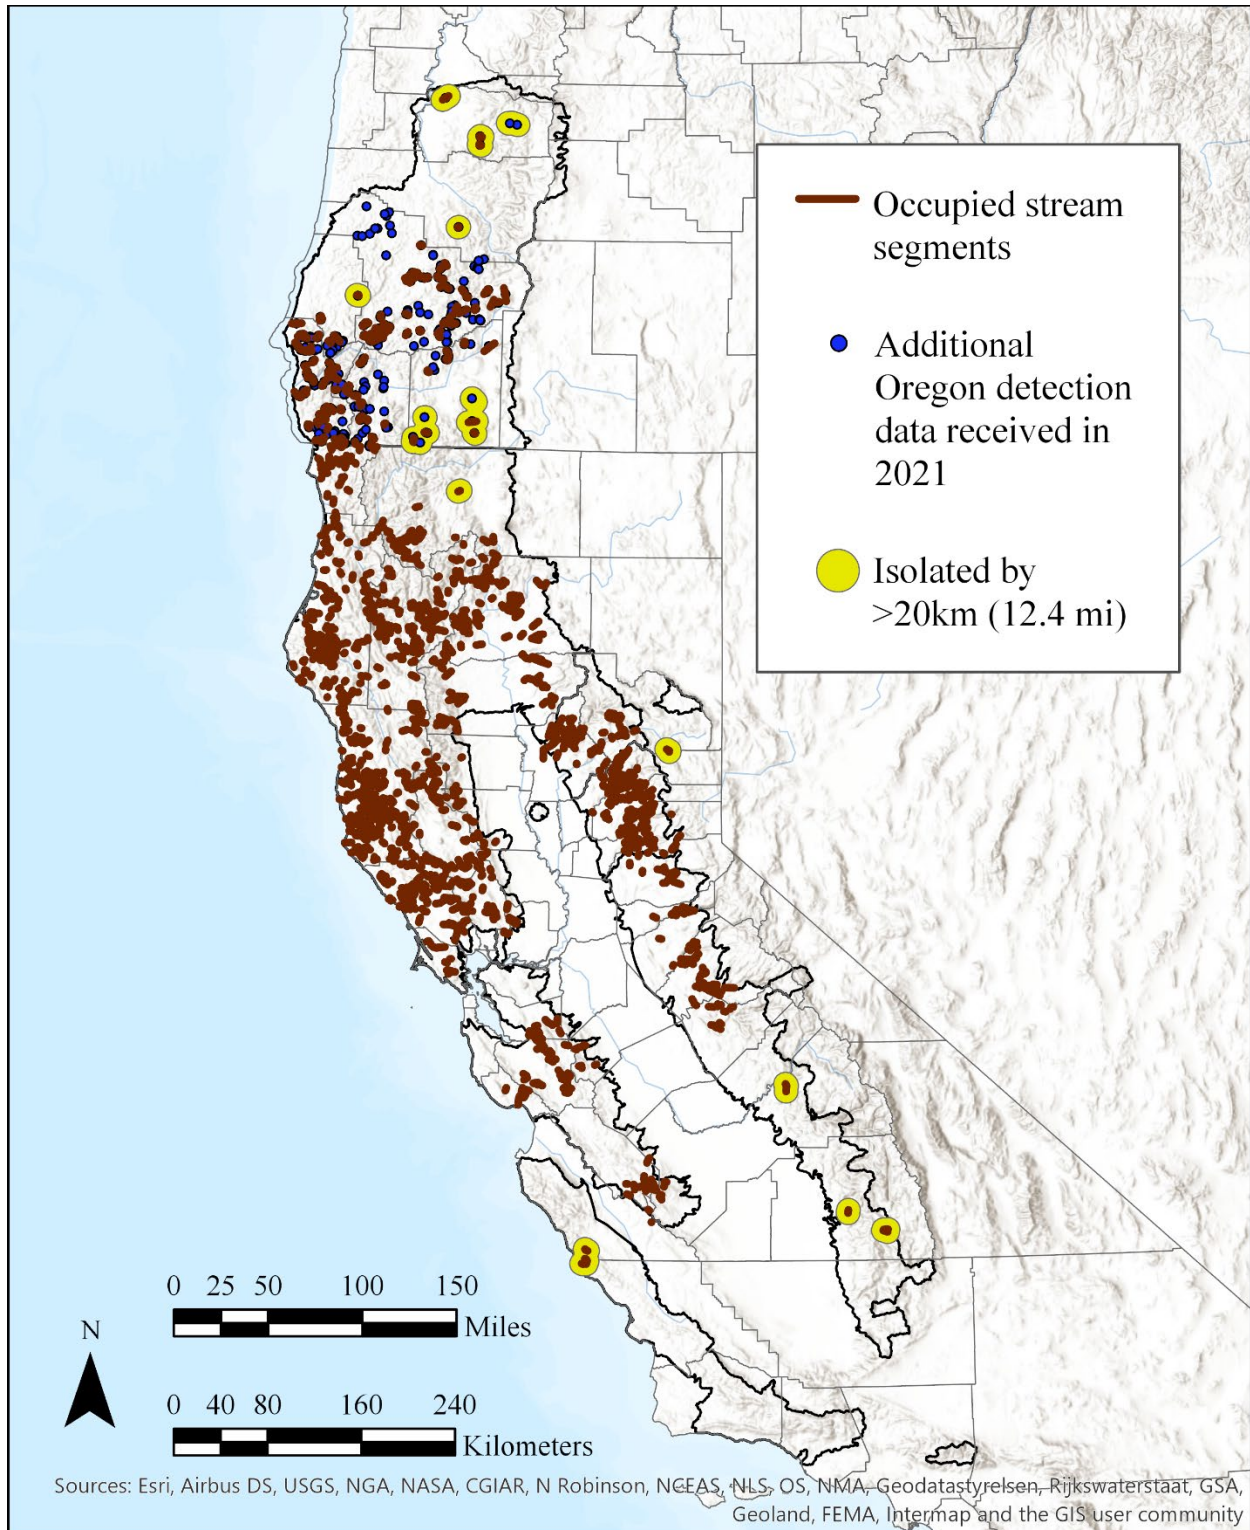 Occupied stream
segments
Additional
Oregon detection
data received in
2021
Isolated by
>20km (12.4 mi)
0 25 50 100 150
Miles
N
0 40 80 160 240
Kilometers
Sources: Esri, Airbus DS, USGS, NGA, NASA, CGIAR, N Robinson, NCEAS, NLS, OS, NMA, Geodatastyrelsen, Rijkswaterstaat, GSA,
Geoland, FEMA, Intermap and the GIS user community